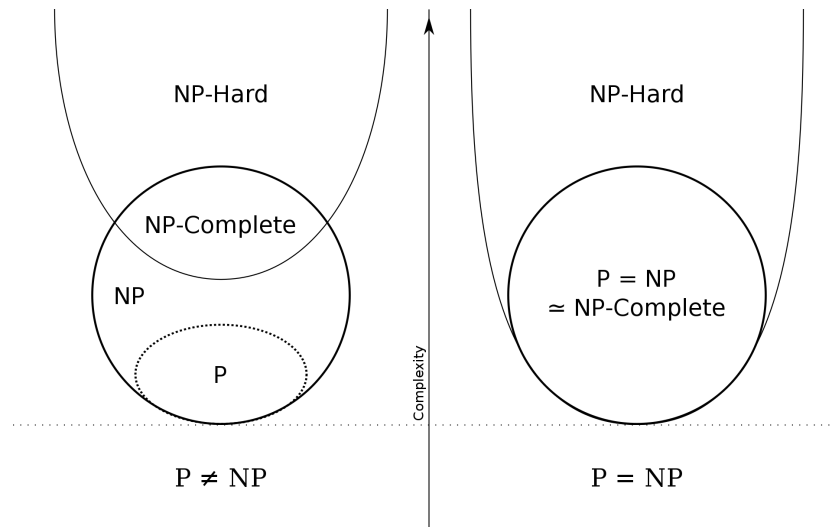 NP-Hard
NP-Complete
NP
P
P ≠ NP
Complexity
NP-Hard
P = NP
≃ NP-Complete
P = NP